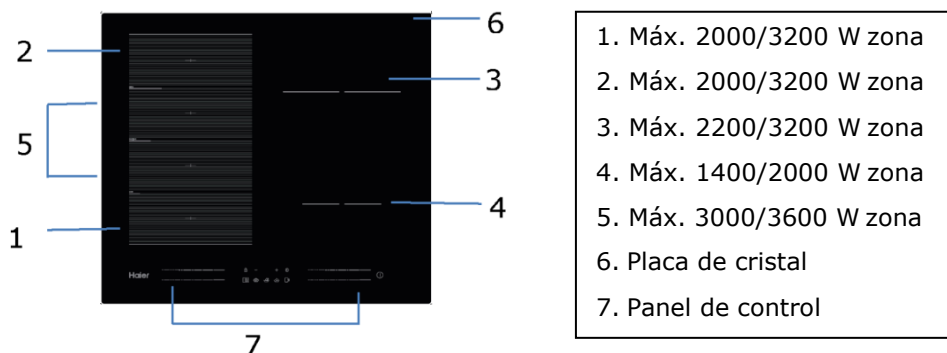 6
2
3
5
4
1
Haier
7
1. Máx. 2000/3200 W zona
2. Máx. 2000/3200 W zona
3. Máx. 2200/3200 W zona
4. Máx. 1400/2000 W zona
5. Máx. 3000/3600 W zona
6. Placa de cristal
7. Panel de control